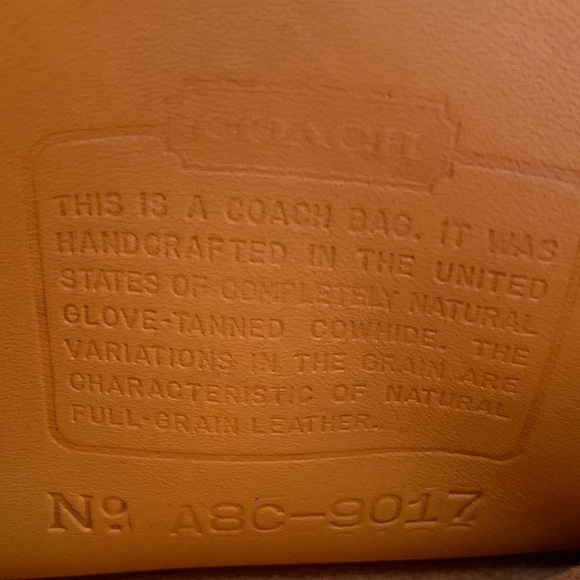 COACH
THIS IS A COACH BAG. IT WAS
HANDCRAFTED IN THE UNITED
STATES OF COMPLETELY NATURAL
GLOVE-TANNED COWHIDE. THE
VARIATIONS IN THE GRAIN ARE
CHARACTERISTIC OF NATURAL
FULL-GRAIN LEATHER.
No. A8C-9017